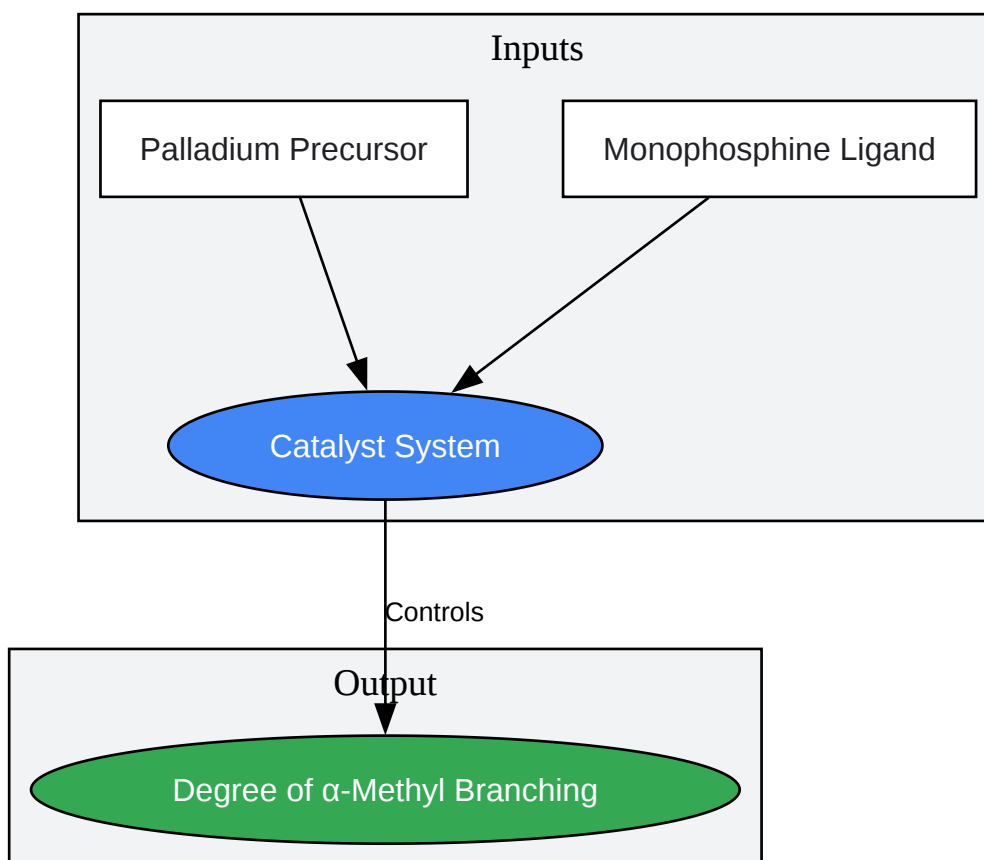 Inputs
Palladium Precursor
Monophosphine Ligand
Catalyst System
Controls
Output
Degree of α-Methyl Branching